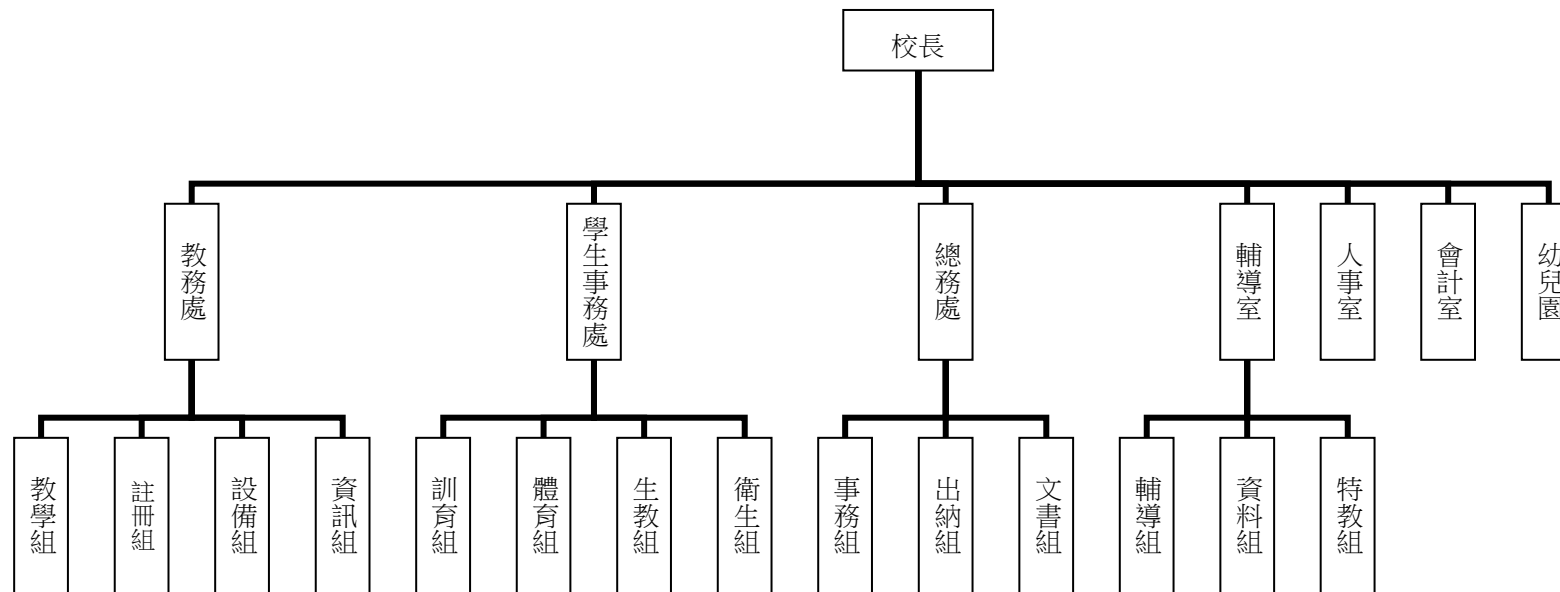 校長
教務處
學生事務處
總務處
輔導室
人事室
會計室
幼兒園
教學組
註冊組
設備組
資訊組
訓育組
體育組
生教組
衛生組
事務組
出納組
文書組
輔導組
資料組
特教組